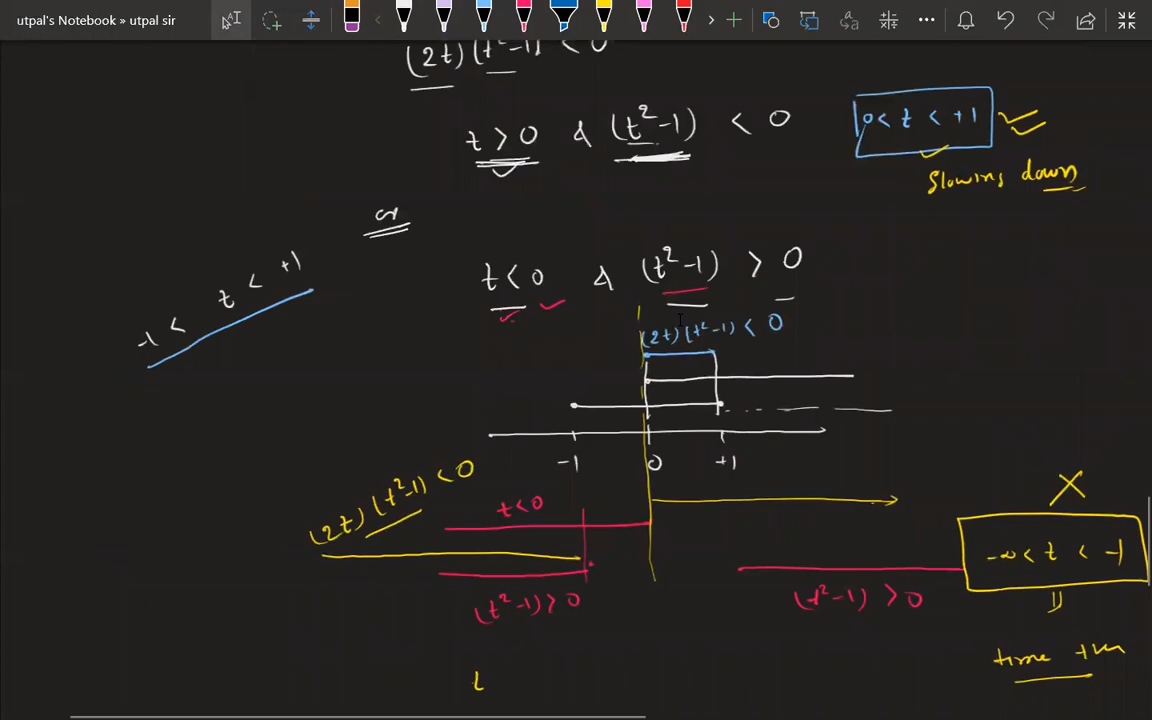 utpal's Notebook » utpal sir
(2t) (t²-1) < 0
t > 0 & (t²-1) < 0
0 < t < +1
Slowing down
or
-1 < t < +1
t < 0 & (t²-1) > 0
(2t) (t²-1) < 0
-1 0 +1
(2t) (t²-1) < 0
t < 0
X
-∞ < t < -1
(t²-1) > 0
(t²-1) > 0
time +ve